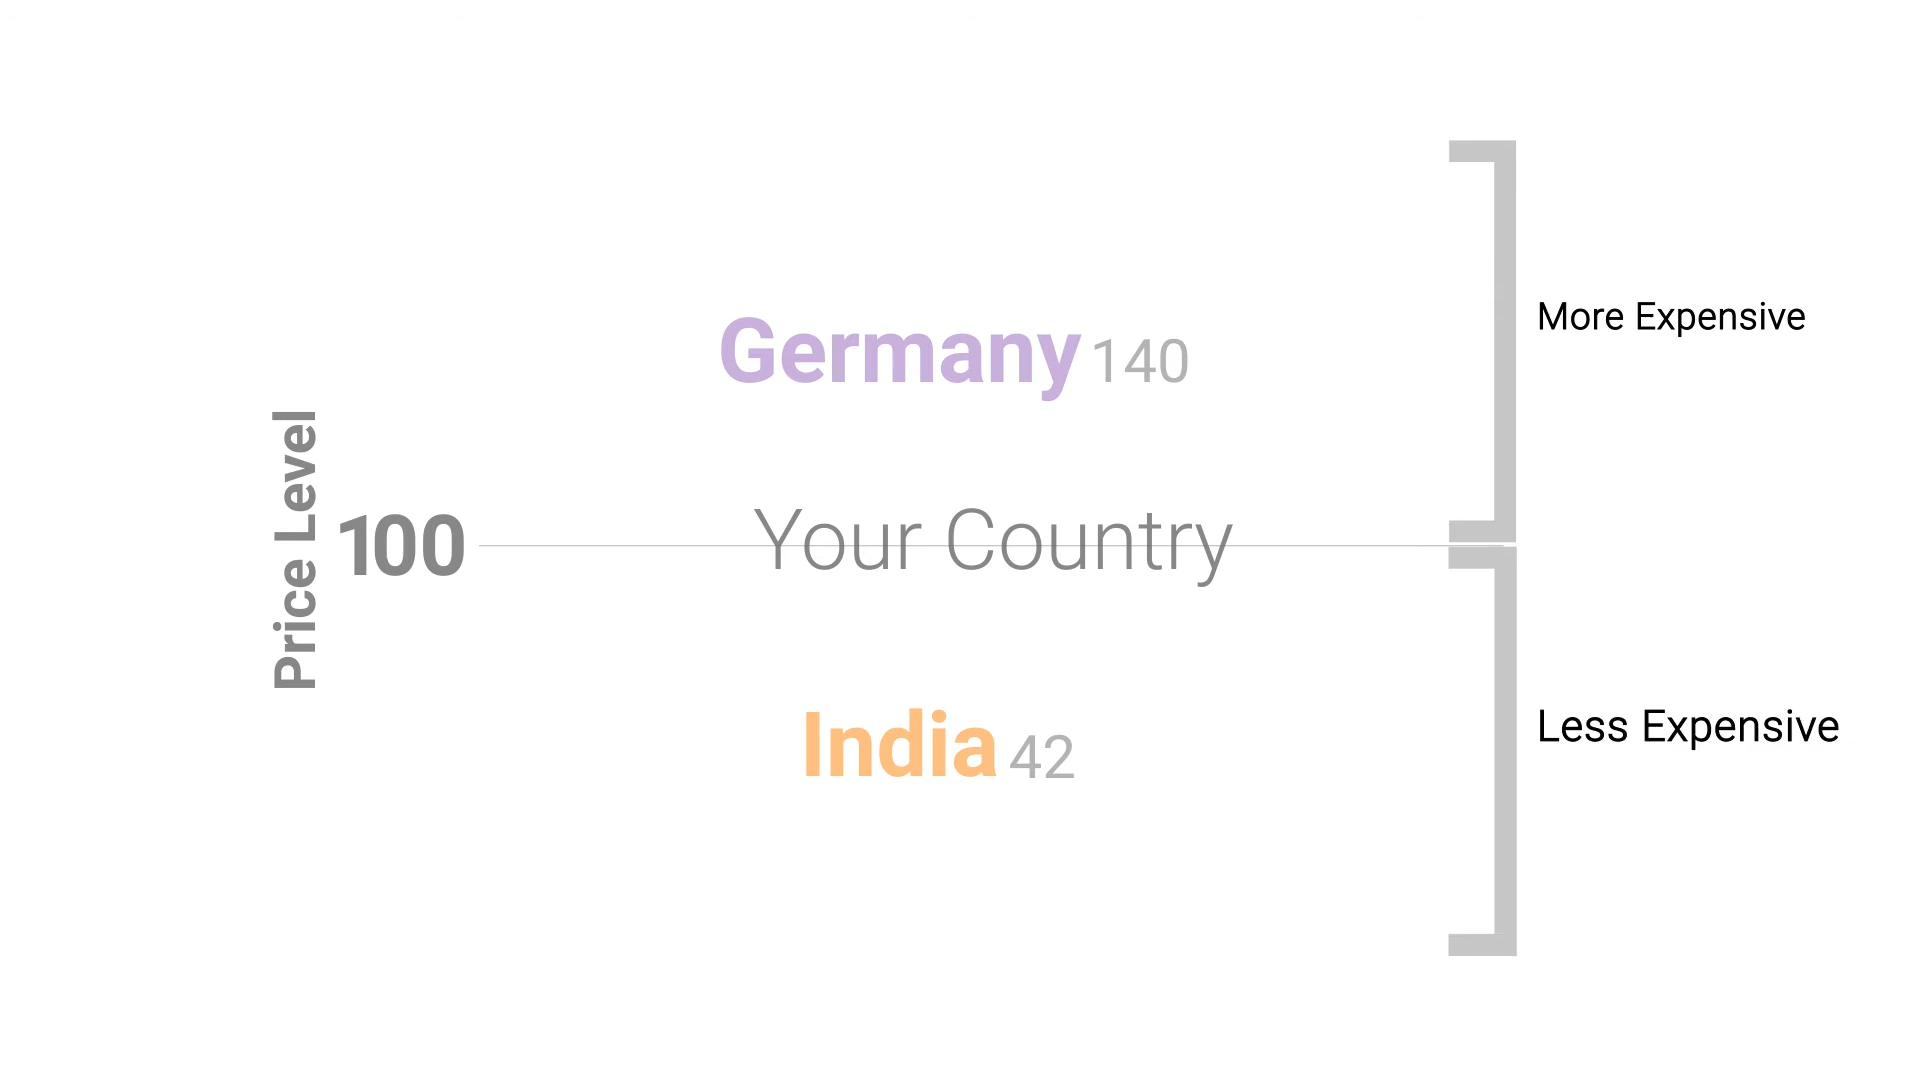 More Expensive
Germany 140
Price Level
100
Your Country
India 42
Less Expensive